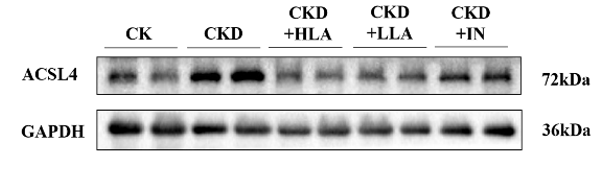 CK CKD CKD +HLA CKD +LLA CKD +IN
ACSL4 72kDa
GAPDH 36kDa